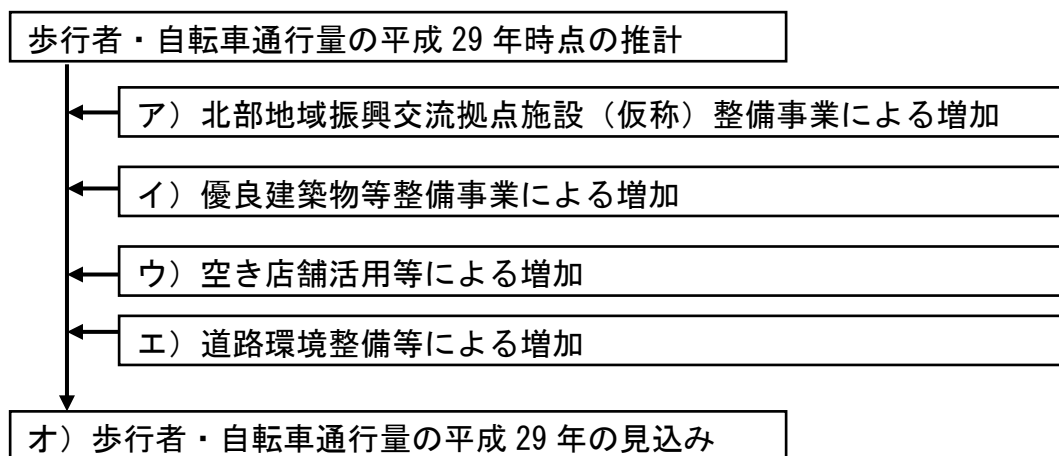 歩行者・自転車通行量の平成 29 年時点の推計
ア）北部地域振興交流拠点施設（仮称）整備事業による増加
イ）優良建築物等整備事業による増加
ウ）空き店舗活用等による増加
エ）道路環境整備等による増加
オ）歩行者・自転車通行量の平成 29 年の見込み